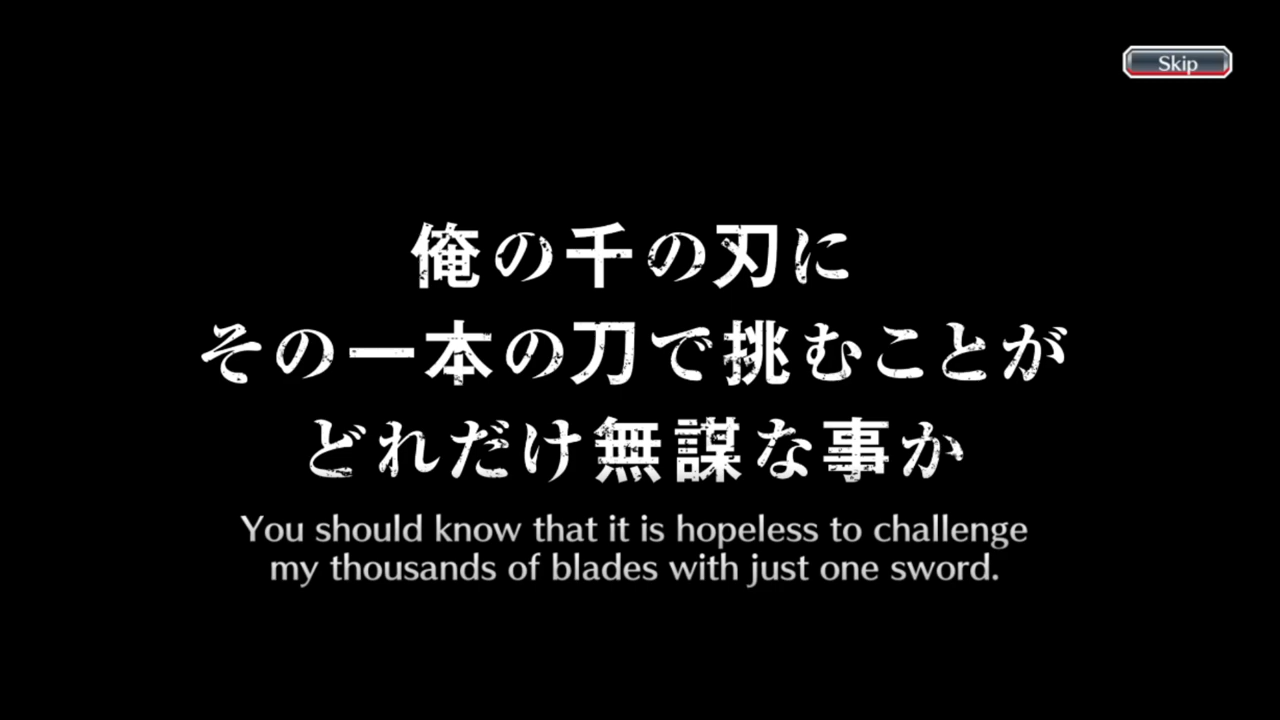 Skip
俺の千の刃に
その一本の刀で挑むことが
どれだけ無謀な事か
You should know that it is hopeless to challenge
my thousands of blades with just one sword.